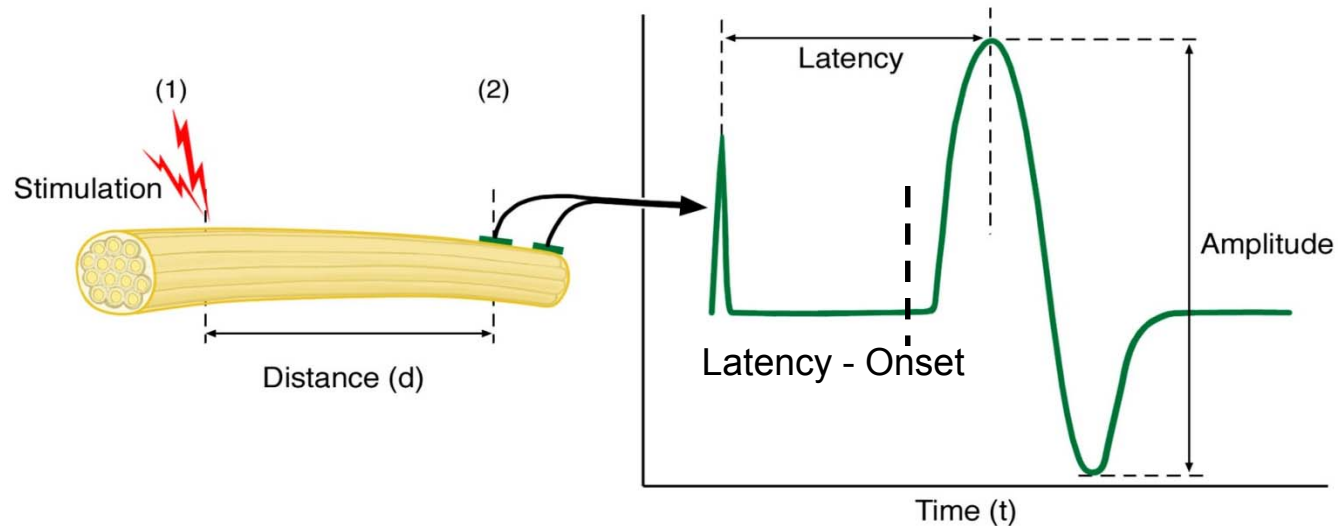 (1)
(2)
Stimulation
Distance (d)
Latency
Amplitude
Latency - Onset
Time (t)